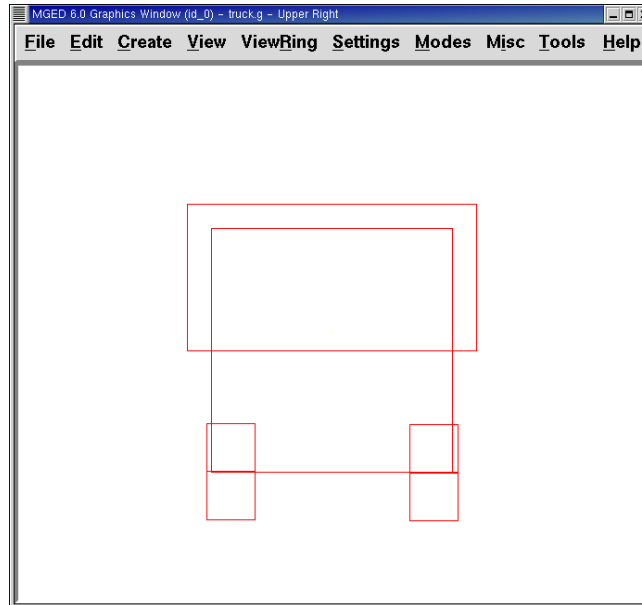 MGED 6.0 Graphics Window (id_0) - truck.g - Upper Right
File Edit Create View ViewRing Settings Modes Misc Tools Help